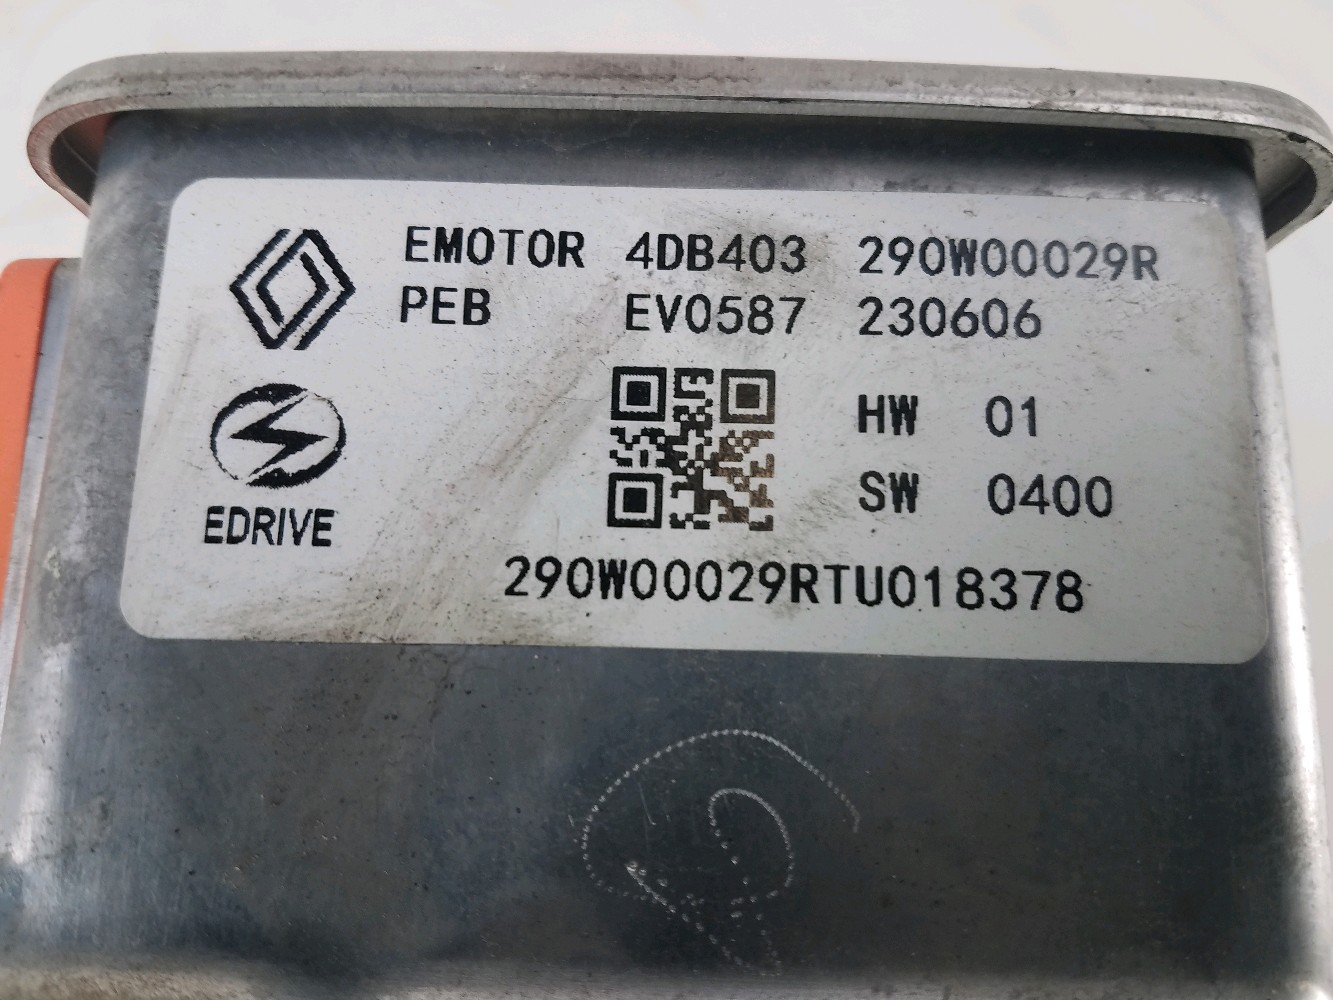 EMOTOR 4DB403 290W00029R
PEB EV0587 230606
HW 01
SW 0400
EDRIVE
290W00029RTU018378